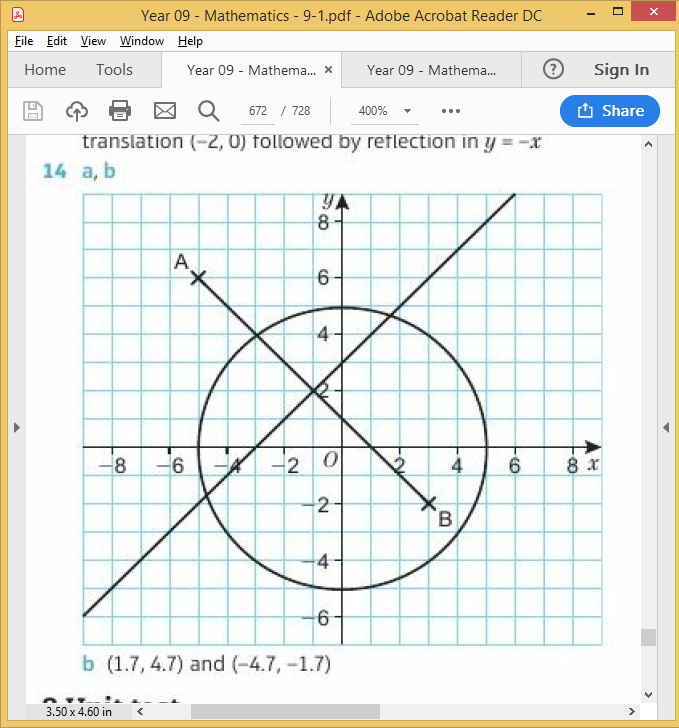 Year 09 - Mathematics - 9-1.pdf - Adobe Acrobat Reader DC
File Edit View Window Help
Home Tools Year 09 - Mathema... × Year 09 - Mathema... ? Sign In
672 / 728 400% Share
translation (−2, 0) followed by reflection in y = −x
14 a, b
y
8
A
6
4
2
−8 −6 −4 −2 O 2 4 6 8 x
−2
B
−4
−6
b (1.7, 4.7) and (−4.7, −1.7)
9 Unit test
3.50 x 4.60 in